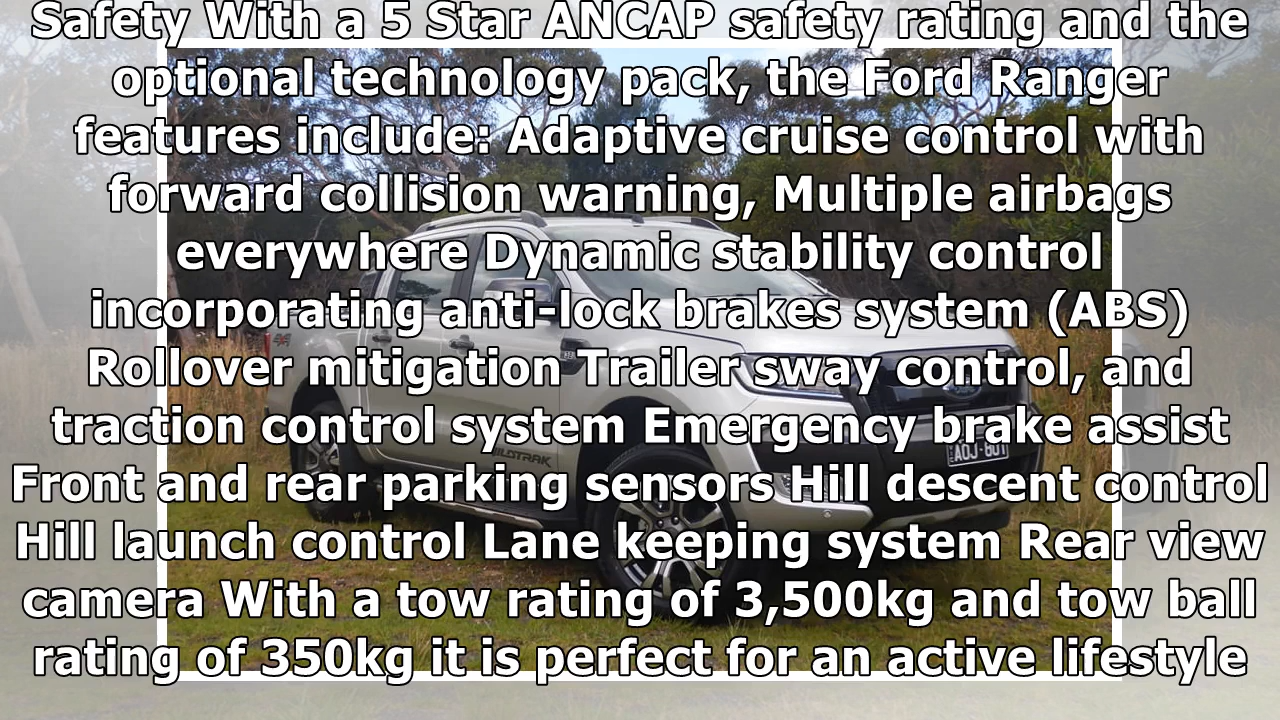 Safety With a 5 Star ANCAP safety rating and the
optional technology pack, the Ford Ranger
features include: Adaptive cruise control with
forward collision warning, Multiple airbags
everywhere Dynamic stability control
incorporating anti-lock brakes system (ABS)
Rollover mitigation Trailer sway control, and
traction control system Emergency brake assist
Front and rear parking sensors Hill descent control
Hill launch control Lane keeping system Rear view
camera With a tow rating of 3,500kg and tow ball
rating of 350kg it is perfect for an active lifestyle
4x4
WILDTRAK